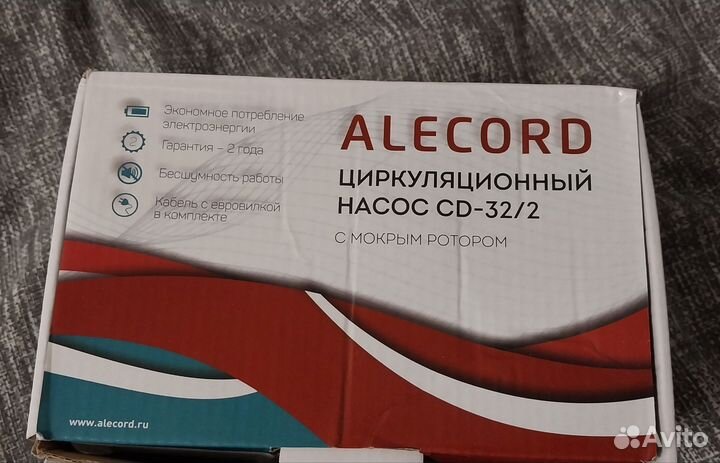 Экономное потребление
электроэнергии
Гарантия – 2 года
Бесшумность работы
Кабель с евровилкой
в комплекте
ALECORD
ЦИРКУЛЯЦИОННЫЙ
НАСОС CD-32/2
С МОКРЫМ РОТОРОМ
www.alecord.ru
Avito